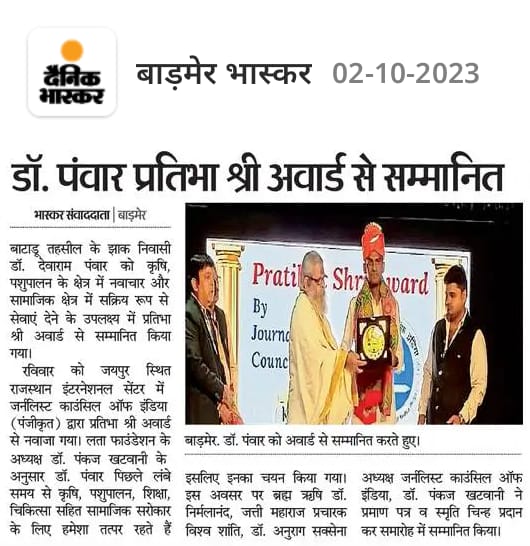 दैनिक
भास्कर
बाड़मेर भास्कर 02-10-2023
डॉ. पंवार प्रतिभा श्री अवार्ड से सम्मानित
भास्कर संवाददाता | बाड़मेर
बाटाडू तहसील के झाक निवासी
डॉ. देवाराम पंवार को कृषि,
पशुपालन के क्षेत्र में नवाचार और
सामाजिक क्षेत्र में सक्रिय रूप से
सेवाएं देने के उपलक्ष्य में प्रतिभा
श्री अवार्ड से सम्मानित किया
गया।
रविवार को जयपुर स्थित
राजस्थान इंटरनेशनल सेंटर में
जर्नलिस्ट काउंसिल ऑफ इंडिया
(पंजीकृत) द्वारा प्रतिभा श्री अवार्ड
से नवाजा गया। लता फाउंडेशन के
अध्यक्ष डॉ. पंकज खटवानी के
अनुसार डॉ. पंवार पिछले लंबे
समय से कृषि, पशुपालन, शिक्षा,
चिकित्सा सहित सामाजिक सरोकार
के लिए हमेशा तत्पर रहते हैं
Pratibha Shri Award
By
Journa
Counc
बाड़मेर. डॉ. पंवार को अवार्ड से सम्मानित करते हुए।
इसलिए इनका चयन किया गया।
इस अवसर पर ब्रह्म ऋषि डॉ.
निर्मलानंद, जत्ती महाराज प्रचारक
विश्व शांति, डॉ. अनुराग सक्सेना
अध्यक्ष जर्नलिस्ट काउंसिल ऑफ
इंडिया, डॉ. पंकज खटवानी ने
प्रमाण पत्र व स्मृति चिन्ह प्रदान
कर समारोह में सम्मानित किया।